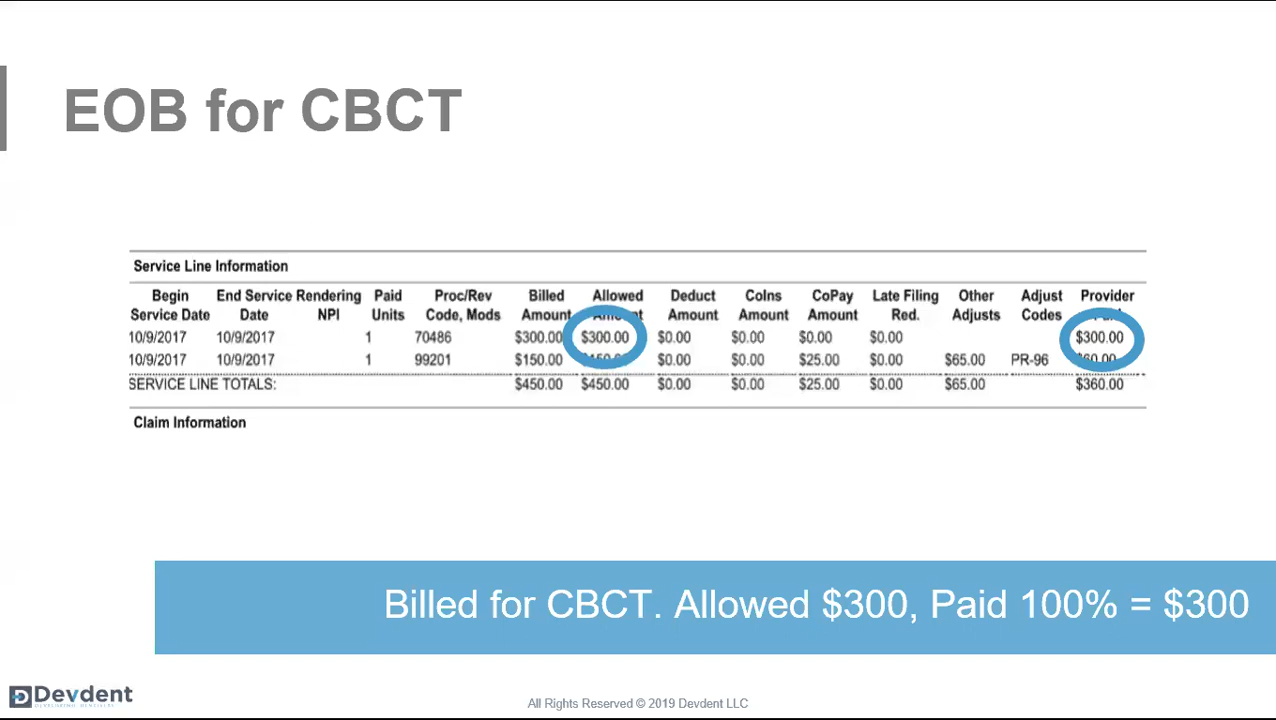 EOB for CBCT
Service Line Information
Begin End Service Rendering Paid Proc/Rev Billed Allowed Deduct CoIns CoPay Late Filing Other Adjust Provider
Service Date Date NPI Units Code, Mods Amount Amount Amount Amount Amount Red. Adjusts Codes
10/9/2017 10/9/2017 1 70486 $300.00 $300.00 $0.00 $0.00 $0.00 $0.00 $300.00
10/9/2017 10/9/2017 1 99201 $150.00 $150.00 $0.00 $0.00 $25.00 $0.00 $65.00 PR-96 $60.00
SERVICE LINE TOTALS: $450.00 $450.00 $0.00 $0.00 $25.00 $0.00 $65.00 $360.00
Claim Information
Billed for CBCT. Allowed $300, Paid 100% = $300
Devdent
DEVELOPING DENTISTS
All Rights Reserved © 2019 Devdent LLC